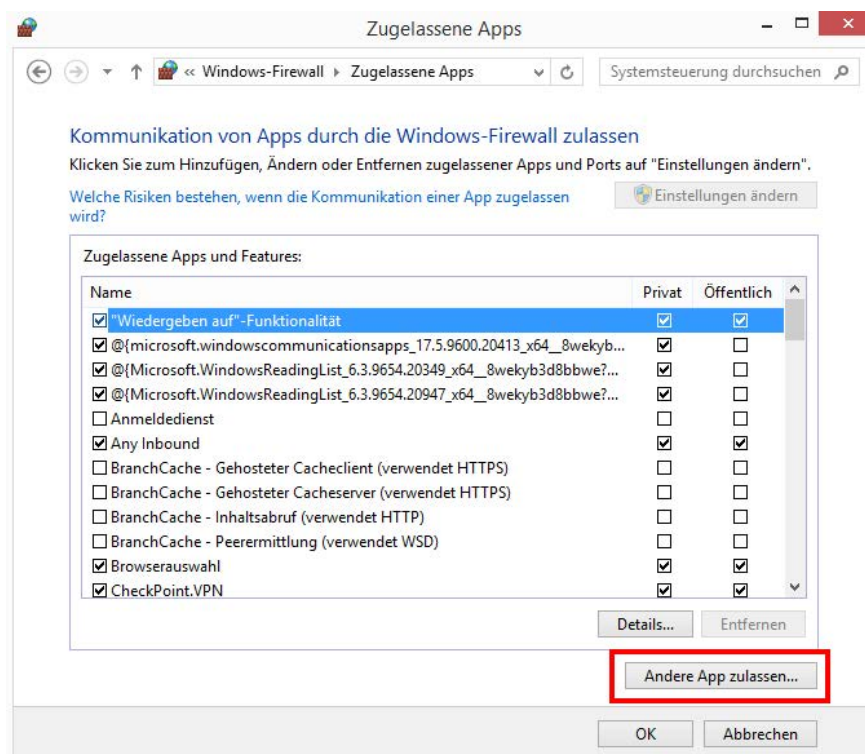 Zugelassene Apps
« Windows-Firewall Zugelassene Apps
Systemsteuerung durchsuchen
Kommunikation von Apps durch die Windows-Firewall zulassen
Klicken Sie zum Hinzufügen, Ändern oder Entfernen zugelassener Apps und Ports auf "Einstellungen ändern".
Welche Risiken bestehen, wenn die Kommunikation einer App zugelassen
wird?
Einstellungen ändern
Zugelassene Apps und Features:
Name Privat Öffentlich
"Wiedergeben auf"-Funktionalität
@{microsoft.windowscommunicationsapps_17.5.9600.20413_x64__8wekyb...
@{Microsoft.WindowsReadingList_6.3.9654.20349_x64__8wekyb3d8bbwe?...
@{Microsoft.WindowsReadingList_6.3.9654.20947_x64__8wekyb3d8bbwe?...
Anmeldedienst
Any Inbound
BranchCache - Gehosteter Cacheclient (verwendet HTTPS)
BranchCache - Gehosteter Cacheserver (verwendet HTTPS)
BranchCache - Inhaltsabruf (verwendet HTTP)
BranchCache - Peerermittlung (verwendet WSD)
Browserauswahl
CheckPoint.VPN
Details... Entfernen
Andere App zulassen...
OK Abbrechen